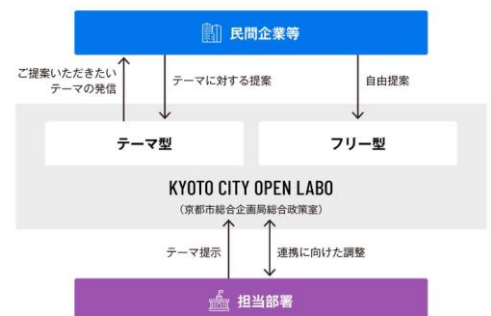 民間企業等
ご提案いただきたい
テーマの発信
テーマに対する提案
自由提案
テーマ型
フリー型
KYOTO CITY OPEN LABO
（京都市総合企画局総合政策室）
テーマ提示
連携に向けた調整
担当部署